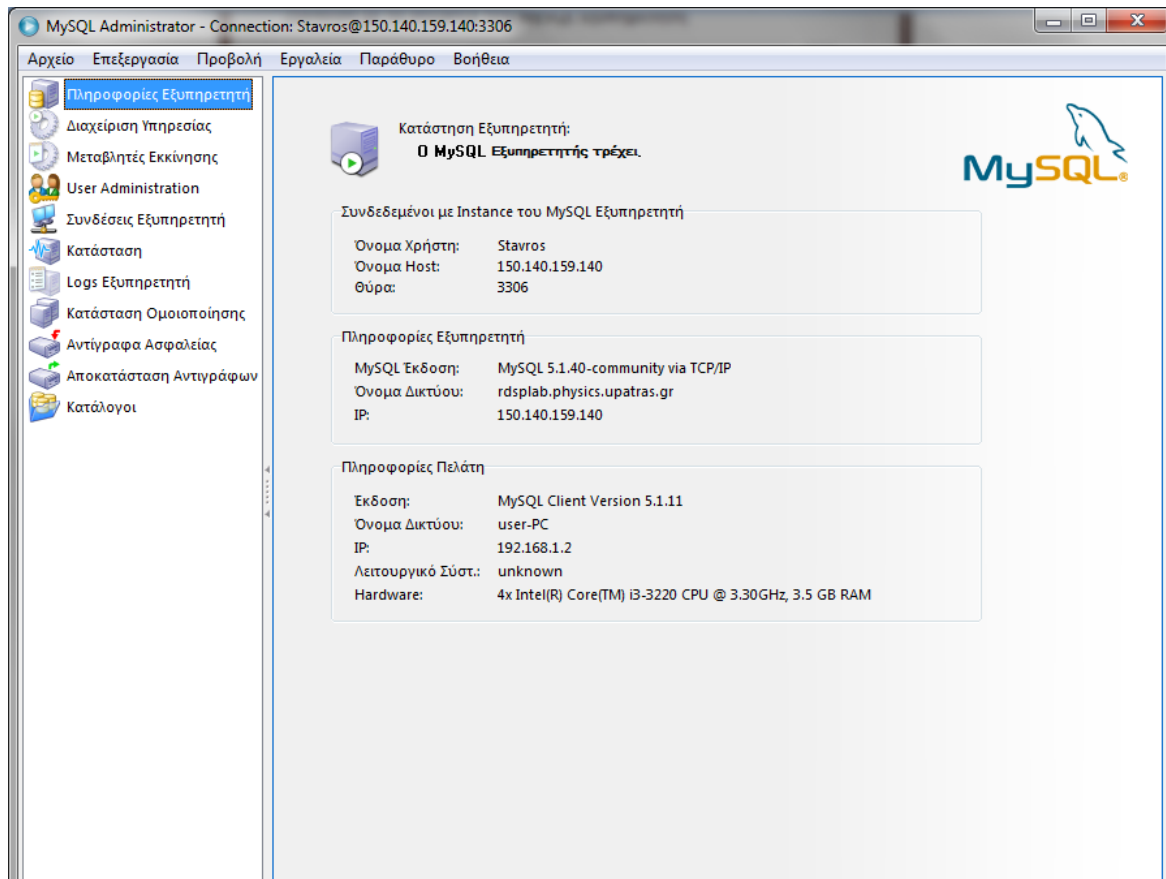 MySQL Administrator - Connection: Stavros@150.140.159.140:3306
Αρχείο Επεξεργασία Προβολή Εργαλεία Παράθυρο Βοήθεια
Πληροφορίες Εξυπηρετητή
Διαχείριση Υπηρεσίας
Μεταβλητές Εκκίνησης
User Administration
Συνδέσεις Εξυπηρετητή
Κατάσταση
Logs Εξυπηρετητή
Κατάσταση Ομοιοποίησης
Αντίγραφα Ασφαλείας
Αποκατάσταση Αντιγράφων
Κατάλογοι
Κατάστηση Εξυπηρετητή:
Ο MySQL Εξυπηρετητής τρέχει.
MySQL®
Συνδεδεμένοι με Instance του MySQL Εξυπηρετητή
Όνομα Χρήστη: Stavros
Όνομα Host: 150.140.159.140
Θύρα: 3306
Πληροφορίες Εξυπηρετητή
MySQL Έκδοση: MySQL 5.1.40-community via TCP/IP
Όνομα Δικτύου: rdsplab.physics.upatras.gr
IP: 150.140.159.140
Πληροφορίες Πελάτη
Έκδοση: MySQL Client Version 5.1.11
Όνομα Δικτύου: user-PC
IP: 192.168.1.2
Λειτουργικό Σύστ.: unknown
Hardware: 4x Intel(R) Core(TM) i3-3220 CPU @ 3.30GHz, 3.5 GB RAM